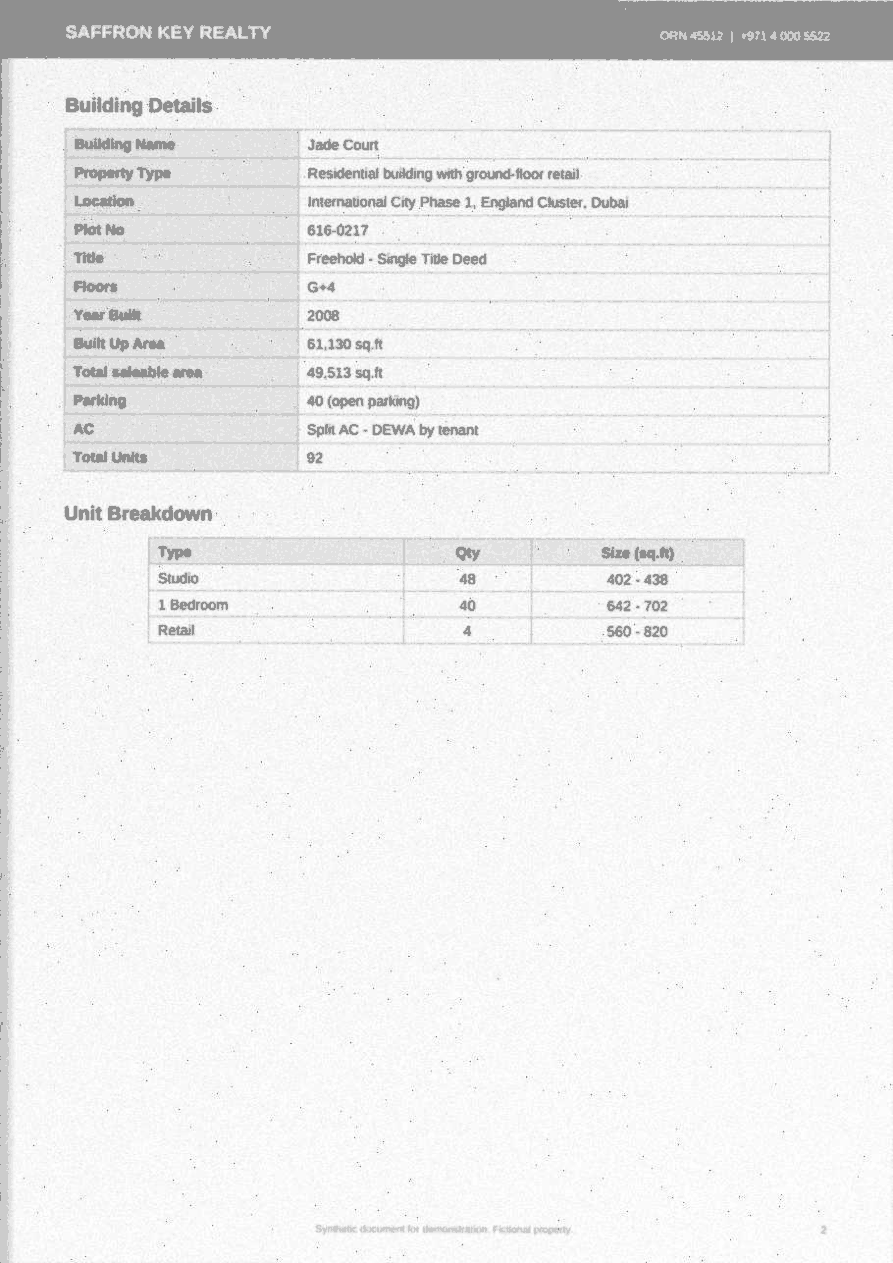 SAFFRON KEY REALTY
ORN 45512 | +971 4 000 5522
Building Details
Building Name Jade Court
Property Type Residential building with ground-floor retail
Location International City Phase 1, England Cluster, Dubai
Plot No 616-0217
Title Freehold - Single Title Deed
Floors G+4
Year Built 2008
Built Up Area 61,130 sq.ft
Total saleable area 49,513 sq.ft
Parking 40 (open parking)
AC Split AC - DEWA by tenant
Total Units 92
Unit Breakdown
Type Qty Size (sq.ft)
Studio 48 402 - 438
1 Bedroom 40 642 - 702
Retail 4 560 - 820
Synthetic document for demonstration. Fictional property.
2